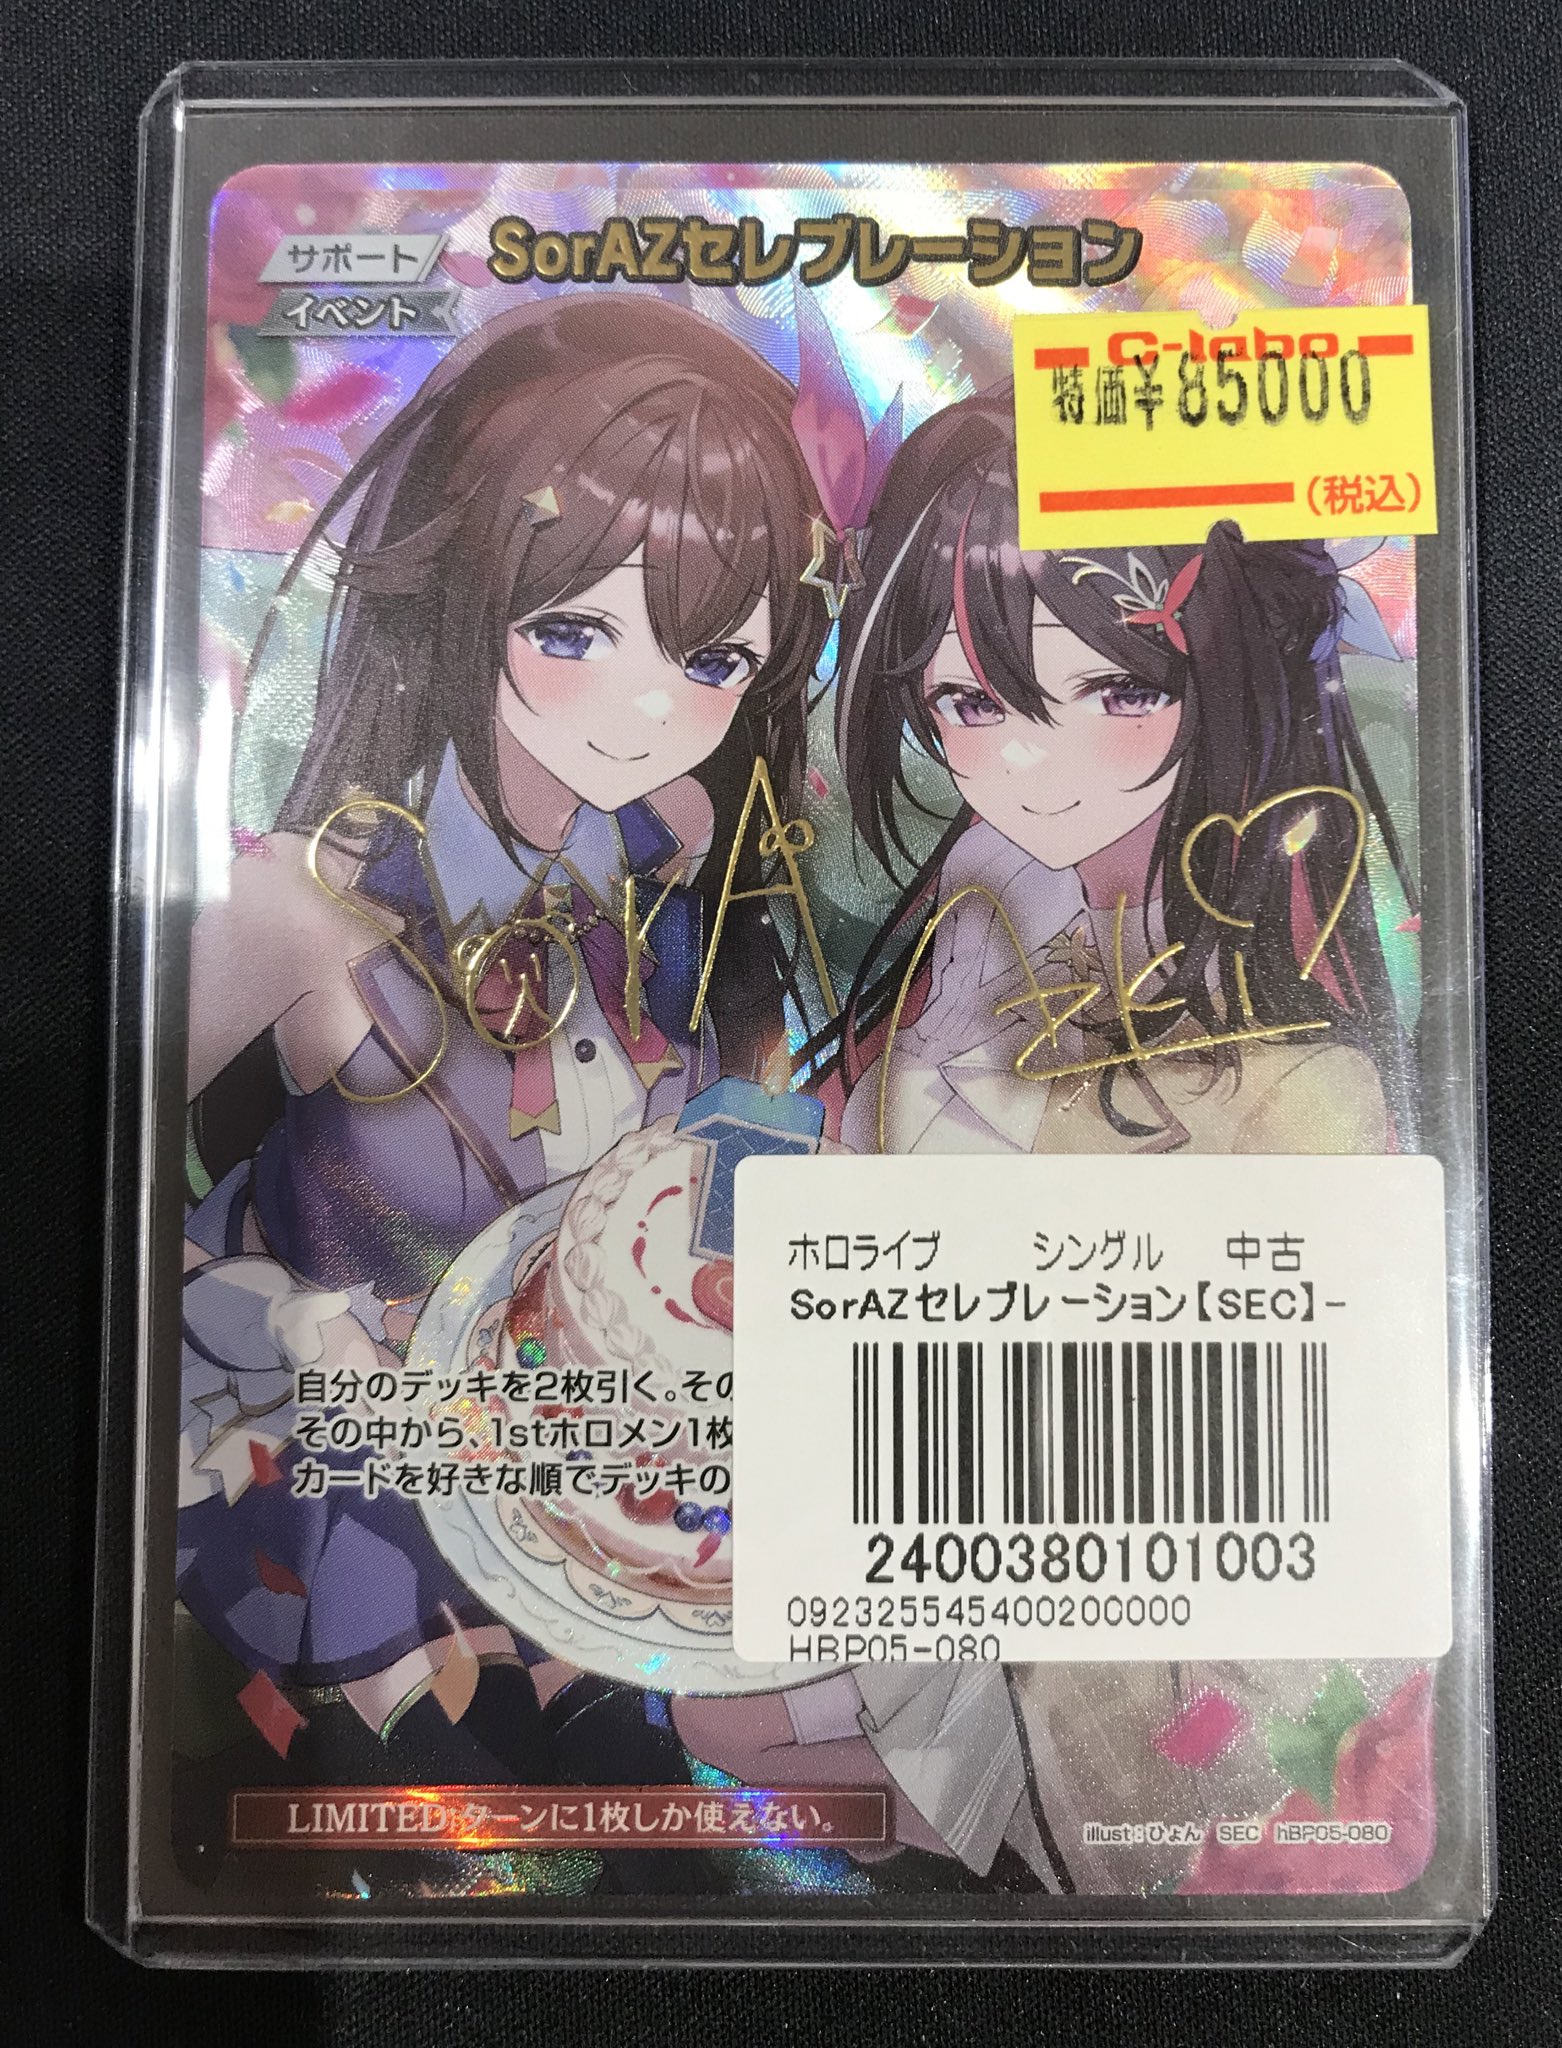 サポート
イベント
SorAZセレブレーション
C-labo
特価¥85000
(税込)
SorA
AZKi
ホロライブ シングル 中古
SorAZセレブレーション【SEC】-
2400380101003
092325545400200000
HBP05-080
自分のデッキを2枚引く。その
その中から、1stホロメン1枚
カードを好きな順でデッキの
LIMITED:ターンに1枚しか使えない。
illust:ひょん SEC hBP05-080